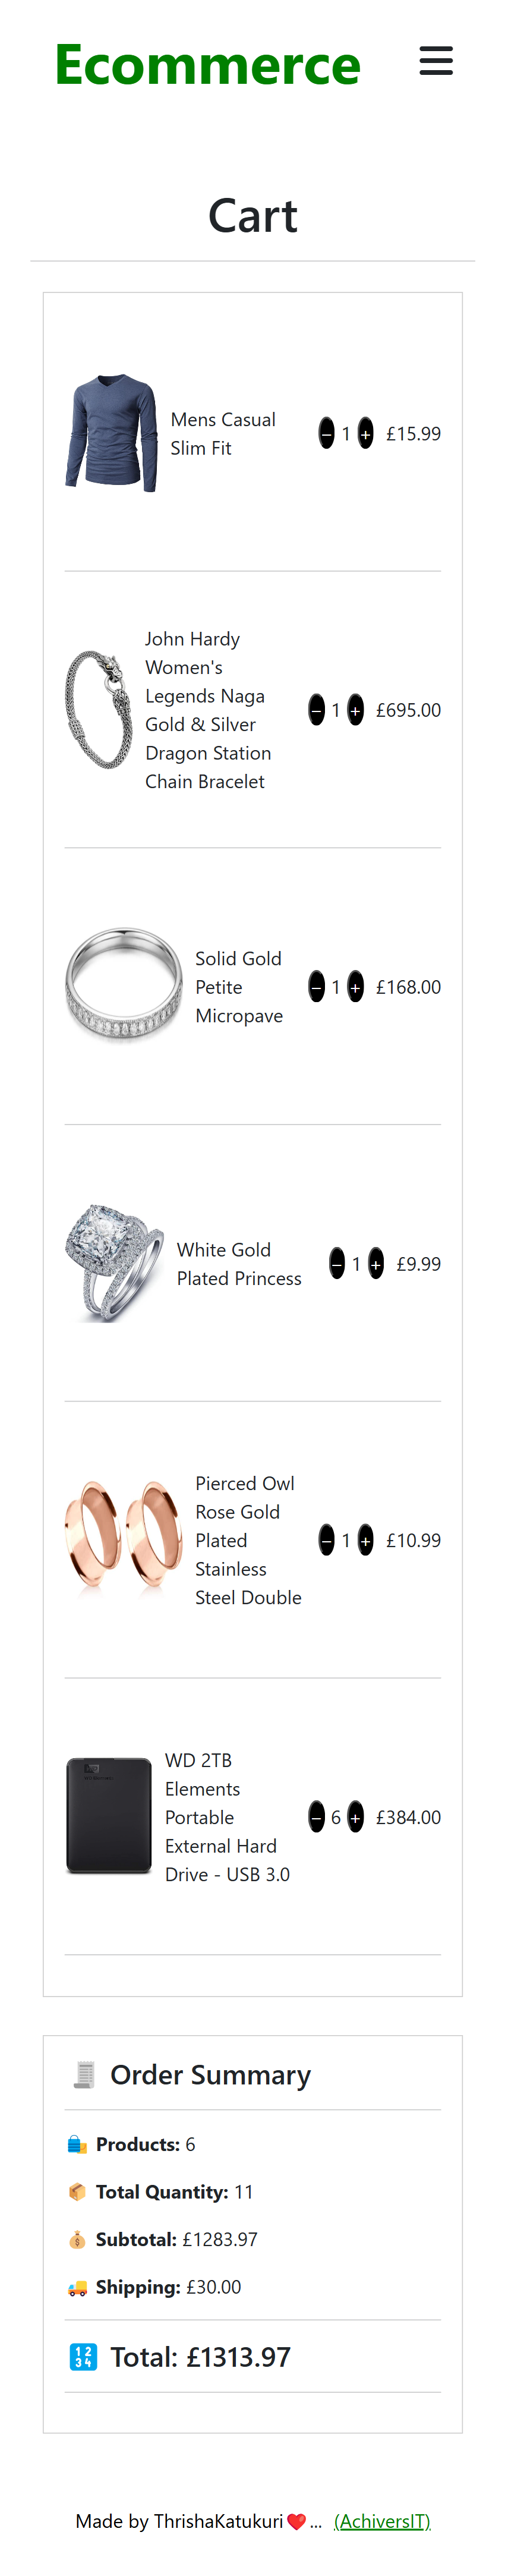 Ecommerce
Cart
Mens Casual
Slim Fit
− 1 + £15.99
John Hardy
Women's
Legends Naga
Gold & Silver
Dragon Station
Chain Bracelet
− 1 + £695.00
Solid Gold
Petite
Micropave
− 1 + £168.00
White Gold
Plated Princess
− 1 + £9.99
Pierced Owl
Rose Gold
Plated
Stainless
Steel Double
− 1 + £10.99
WD 2TB
Elements
Portable
External Hard
Drive - USB 3.0
− 6 + £384.00
Order Summary
Products: 6
Total Quantity: 11
Subtotal: £1283.97
Shipping: £30.00
🔢 Total: £1313.97
Made by ThrishaKatukuri❤️... (AchiversIT)